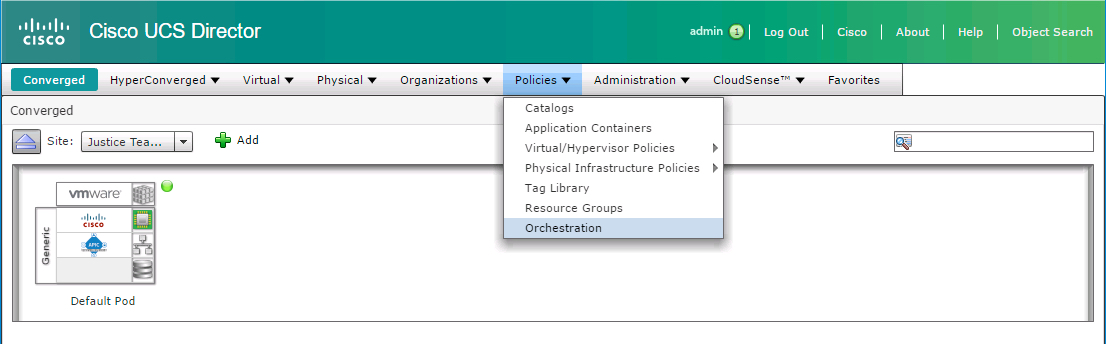 CISCO
Cisco UCS Director
admin 1 Log Out Cisco About Help Object Search
Converged HyperConverged Virtual Physical Organizations Policies Administration CloudSense™ Favorites
Converged
Site: Justice Tea... Add
Catalogs
Application Containers
Virtual/Hypervisor Policies
Physical Infrastructure Policies
Tag Library
Resource Groups
Orchestration
vmware
Generic
CISCO
APIC
Default Pod